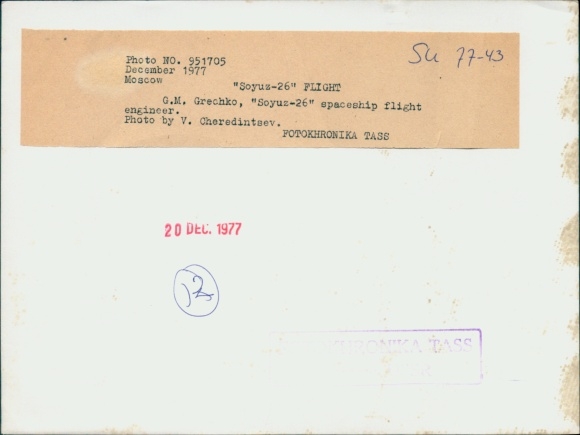 Photo NO. 951705
Su 77-43
December 1977
Moscow
"Soyuz-26" FLIGHT
G.M. Grechko, "Soyuz-26" spaceship flight
engineer.
Photo by V. Cheredintsev.
FOTOKHRONIKA TASS
20 DEC. 1977
HRONIKA TASS